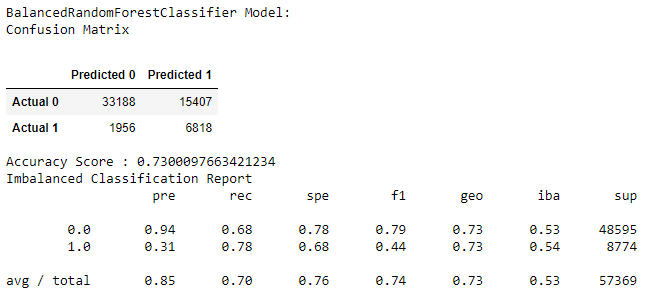 BalancedRandomForestClassifier Model:
Confusion Matrix
Predicted 0 Predicted 1
Actual 0 33188 15407
Actual 1 1956 6818
Accuracy Score : 0.7300097663421234
Imbalanced Classification Report
pre rec spe f1 geo iba sup
0.0 0.94 0.68 0.78 0.79 0.73 0.53 48595
1.0 0.31 0.78 0.68 0.44 0.73 0.54 8774
avg / total 0.85 0.70 0.76 0.74 0.73 0.53 57369